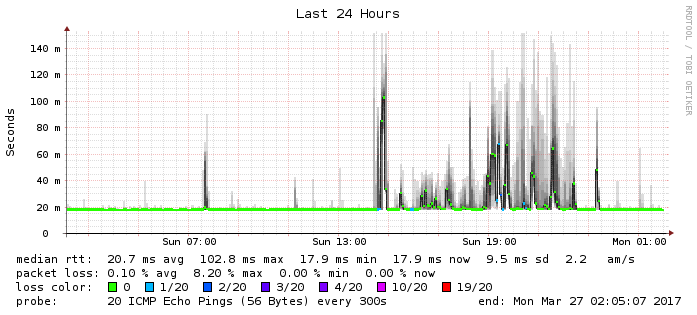 Last 24 Hours
RRDTOOL / TOBI OETIKER
Seconds
140 m
120 m
100 m
80 m
60 m
40 m
20 m
0
Sun 07:00 Sun 13:00 Sun 19:00 Mon 01:00
median rtt: 20.7 ms avg 102.8 ms max 17.9 ms min 17.9 ms now 9.5 ms sd 2.2 am/s
packet loss: 0.10 % avg 8.20 % max 0.00 % min 0.00 % now
loss color: 0 1/20 2/20 3/20 4/20 10/20 19/20
probe: 20 ICMP Echo Pings (56 Bytes) every 300s end: Mon Mar 27 02:05:07 2017